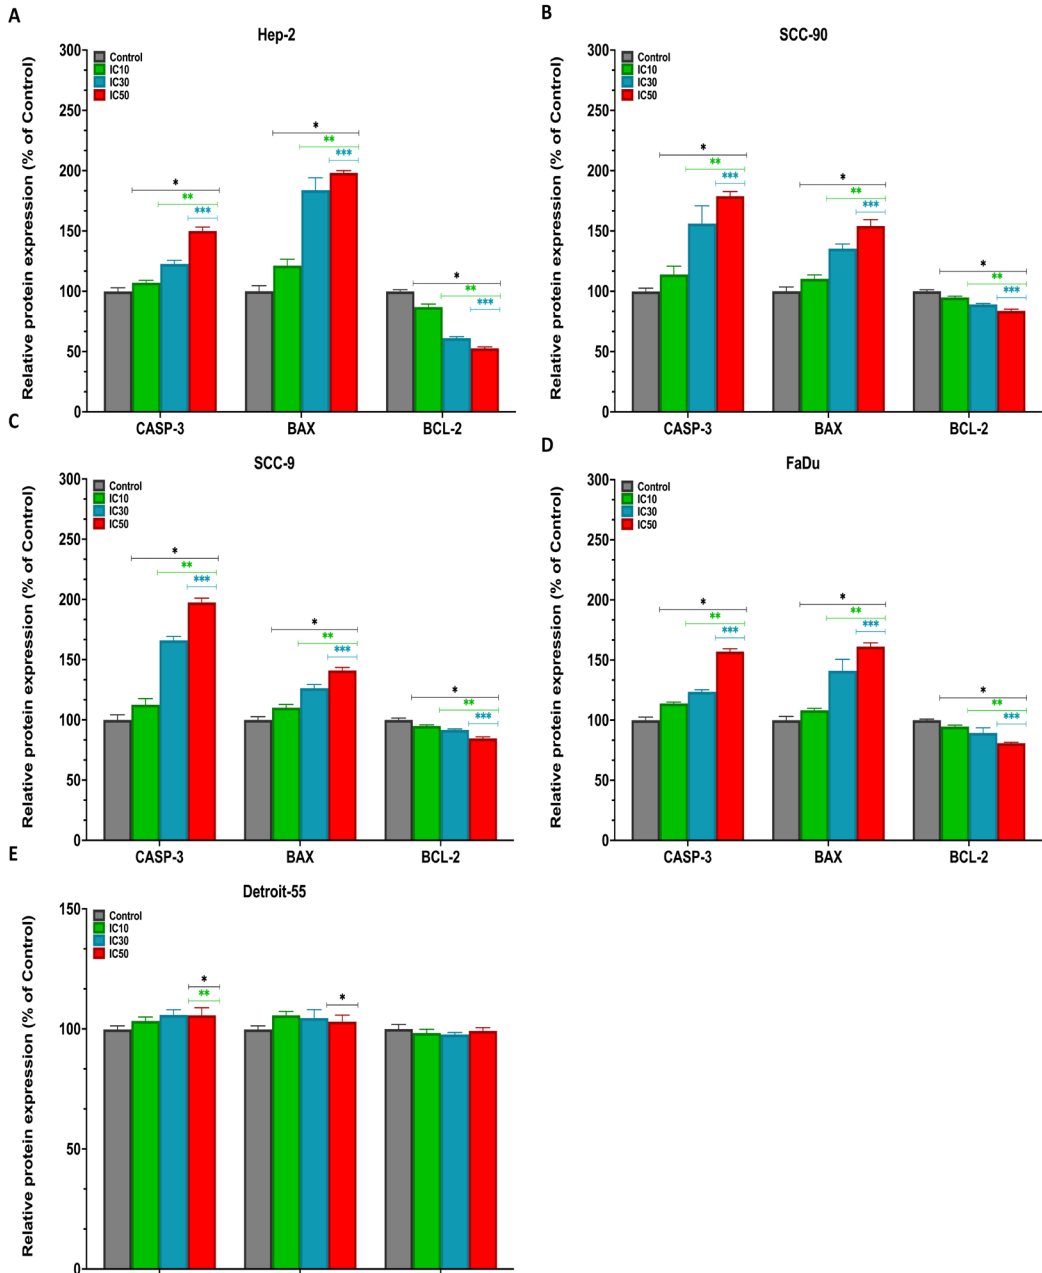 A
Hep-2
Relative protein expression (% of Control)
300
250
200
150
100
50
0
Control
IC10
IC30
IC50
*
**
***
*
**
***
*
**
***
CASP-3
BAX
BCL-2
B
SCC-90
Relative protein expression (% of Control)
300
250
200
150
100
50
0
Control
IC10
IC30
IC50
*
**
***
*
**
***
*
**
***
CASP-3
BAX
BCL-2
C
SCC-9
Relative protein expression (% of Control)
300
250
200
150
100
50
0
Control
IC10
IC30
IC50
*
**
***
*
**
***
*
**
***
CASP-3
BAX
BCL-2
D
FaDu
Relative protein expression (% of Control)
300
250
200
150
100
50
0
Control
IC10
IC30
IC50
*
**
***
*
**
***
*
**
***
CASP-3
BAX
BCL-2
E
Detroit-55
Relative protein expression (% of Control)
150
100
50
0
Control
IC10
IC30
IC50
*
**
*